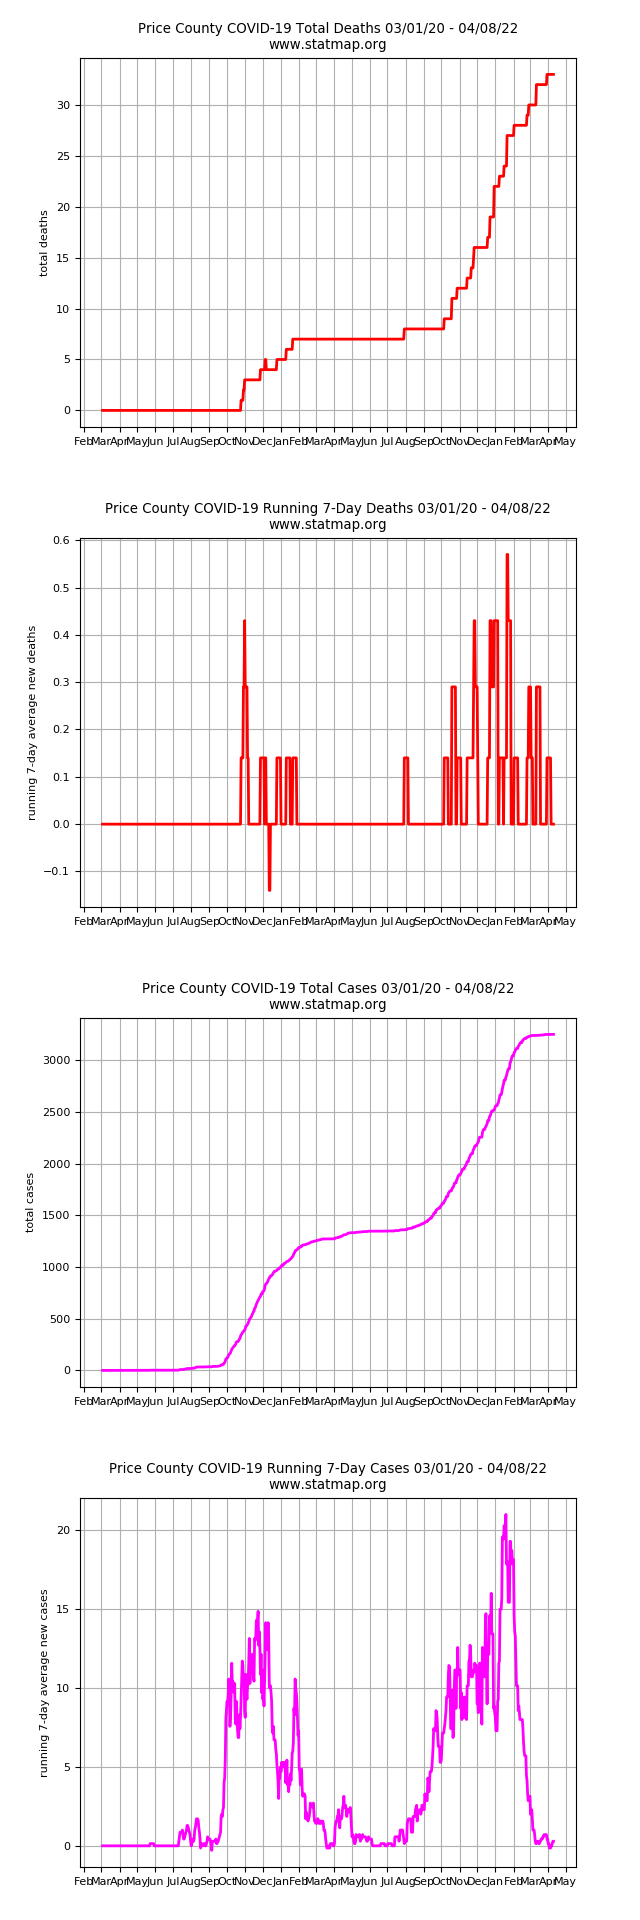 Price County COVID-19 Total Deaths 03/01/20 - 04/08/22
www.statmap.org
total deaths
30
25
20
15
10
5
0
Feb Mar Apr May Jun Jul Aug Sep Oct Nov Dec Jan Feb Mar Apr May Jun Jul Aug Sep Oct Nov Dec Jan Feb Mar Apr May
Price County COVID-19 Running 7-Day Deaths 03/01/20 - 04/08/22
www.statmap.org
running 7-day average new deaths
0.6
0.5
0.4
0.3
0.2
0.1
0.0
−0.1
Feb Mar Apr May Jun Jul Aug Sep Oct Nov Dec Jan Feb Mar Apr May Jun Jul Aug Sep Oct Nov Dec Jan Feb Mar Apr May
Price County COVID-19 Total Cases 03/01/20 - 04/08/22
www.statmap.org
total cases
3000
2500
2000
1500
1000
500
0
Feb Mar Apr May Jun Jul Aug Sep Oct Nov Dec Jan Feb Mar Apr May Jun Jul Aug Sep Oct Nov Dec Jan Feb Mar Apr May
Price County COVID-19 Running 7-Day Cases 03/01/20 - 04/08/22
www.statmap.org
running 7-day average new cases
20
15
10
5
0
Feb Mar Apr May Jun Jul Aug Sep Oct Nov Dec Jan Feb Mar Apr May Jun Jul Aug Sep Oct Nov Dec Jan Feb Mar Apr May